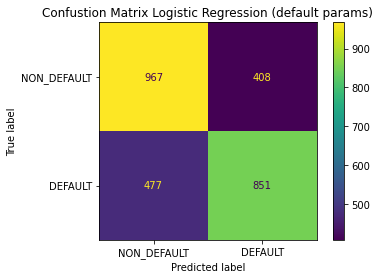 Confustion Matrix Logistic Regression (default params)
NON_DEFAULT
967
408
DEFAULT
477
851
True label
NON_DEFAULT
DEFAULT
Predicted label
900
800
700
600
500